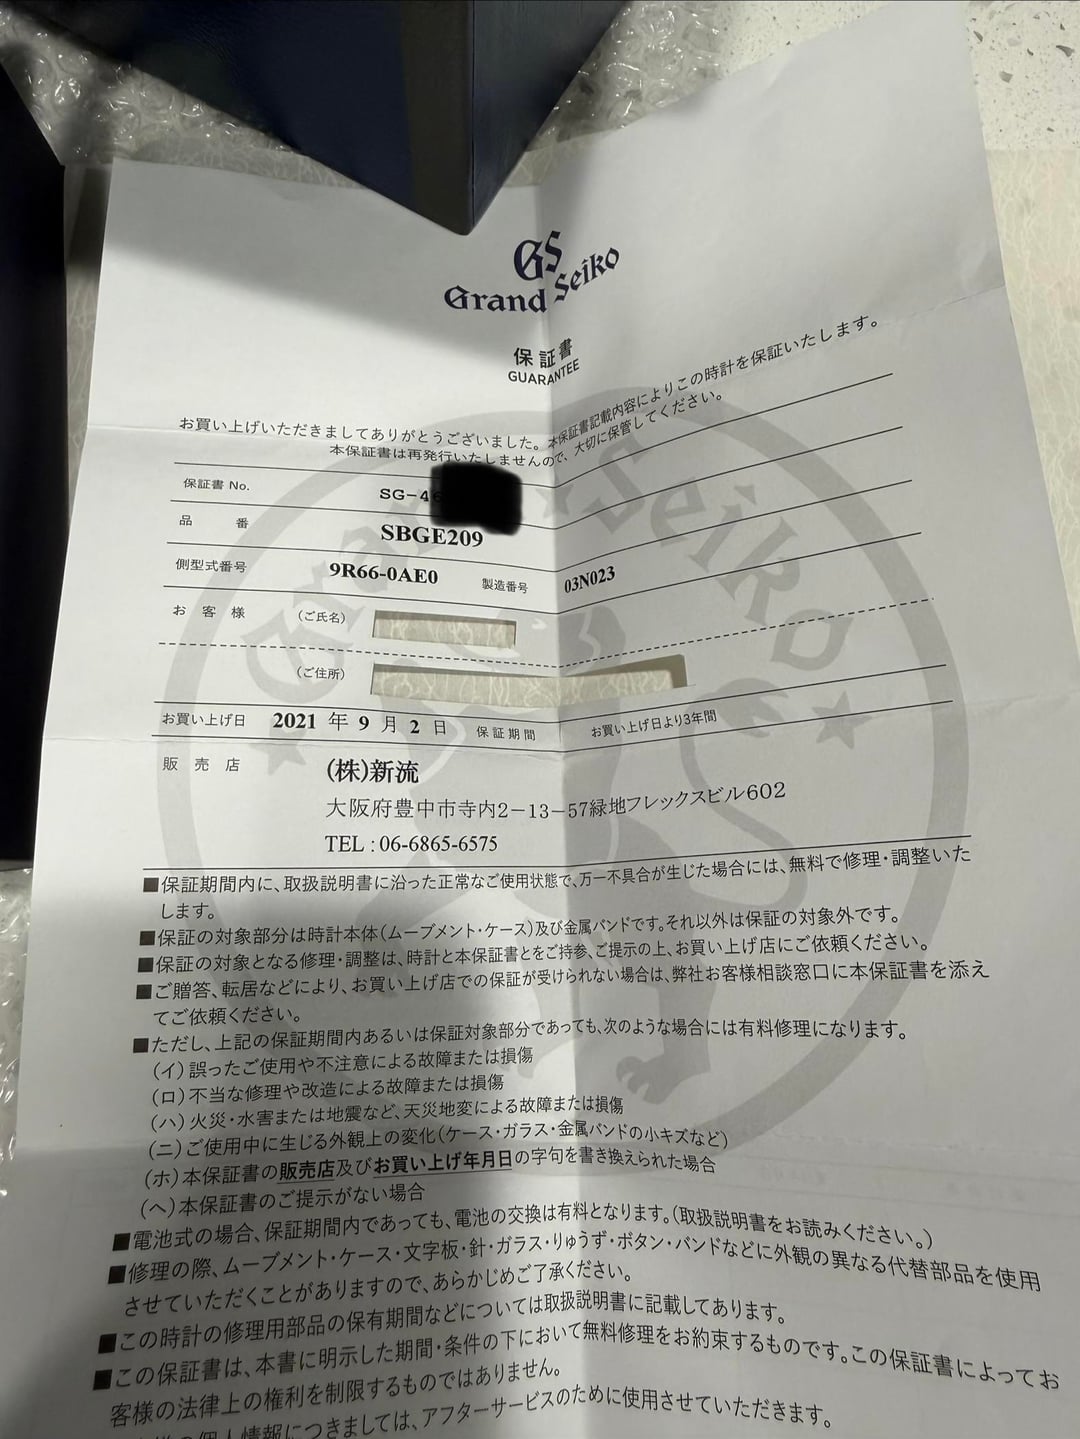 GS
Grand Seiko
保証書
GUARANTEE
お買い上げいただきましてありがとうございました。本保証書記載内容によりこの時計を保証いたします。
本保証書は再発行いたしませんので、大切に保管してください。
保証書 No. SG-46
品番 SBGE209
側型式番号 9R66-0AE0 製造番号 03N023
お客様 (ご氏名)
(ご住所)
お買い上げ日 2021 年 9 月 2 日 保証期間 お買い上げ日より3年間
販売店 (株)新流
大阪府豊中市寺内2-13-57緑地フレックスビル602
TEL : 06-6865-6575
■保証期間内に、取扱説明書に沿った正常なご使用状態で、万一不具合が生じた場合には、無料で修理・調整いた
します。
■保証の対象部分は時計本体(ムーブメント・ケース)及び金属バンドです。それ以外は保証の対象外です。
■保証の対象となる修理・調整は、時計と本保証書とをご持参、ご提示の上、お買い上げ店にご依頼ください。
■ご贈答、転居などにより、お買い上げ店での保証が受けられない場合は、弊社お客様相談窓口に本保証書を添え
てご依頼ください。
■ただし、上記の保証期間内あるいは保証対象部分であっても、次のような場合には有料修理になります。
(イ)誤ったご使用や不注意による故障または損傷
(ロ)不当な修理や改造による故障または損傷
(ハ)火災・水害または地震など、天災地変による故障または損傷
(ニ)ご使用中に生じる外観上の変化(ケース・ガラス・金属バンドの小キズなど)
(ホ)本保証書の販売店及びお買い上げ年月日の字句を書き換えられた場合
(ヘ)本保証書のご提示がない場合
■電池式の場合、保証期間内であっても、電池の交換は有料となります。(取扱説明書をお読みください。)
■修理の際、ムーブメント・ケース・文字板・針・ガラス・りゅうず・ボタン・バンドなどに外観の異なる代替部品を使用
させていただくことがありますので、あらかじめご了承ください。
■この時計の修理用部品の保有期間などについては取扱説明書に記載してあります。
■この保証書は、本書に明示した期間・条件の下において無料修理をお約束するものです。この保証書によってお
客様の法律上の権利を制限するものではありません。
個人情報につきましては、アフターサービスのために使用させていただきます。